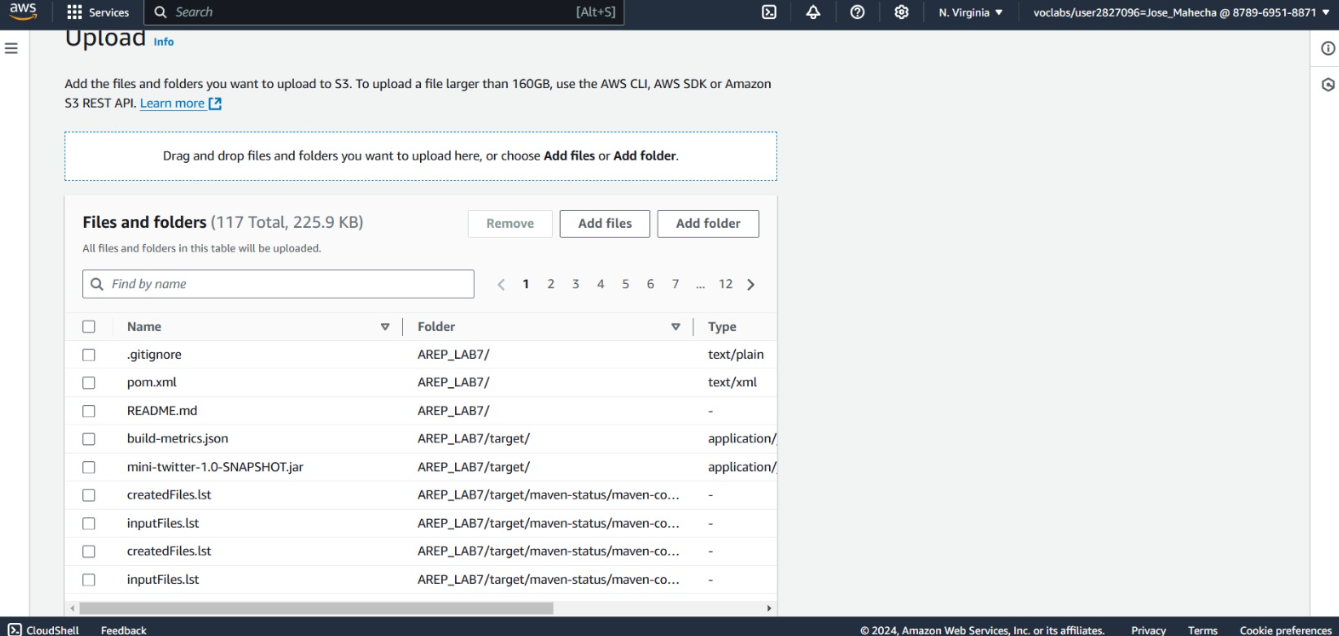 aws Services Search [Alt+S] N. Virginia voclabs/user2827096=Jose_Mahecha @ 8789-6951-8871
Upload Info
Add the files and folders you want to upload to S3. To upload a file larger than 160GB, use the AWS CLI, AWS SDK or Amazon
S3 REST API. Learn more
Drag and drop files and folders you want to upload here, or choose Add files or Add folder.
Files and folders (117 Total, 225.9 KB) Remove Add files Add folder
All files and folders in this table will be uploaded.
Find by name 1 2 3 4 5 6 7 ... 12
Name Folder Type
.gitignore AREP_LAB7/ text/plain
pom.xml AREP_LAB7/ text/xml
README.md AREP_LAB7/ -
build-metrics.json AREP_LAB7/target/ application/
mini-twitter-1.0-SNAPSHOT.jar AREP_LAB7/target/ application/
createdFiles.lst AREP_LAB7/target/maven-status/maven-co... -
inputFiles.lst AREP_LAB7/target/maven-status/maven-co... -
createdFiles.lst AREP_LAB7/target/maven-status/maven-co... -
inputFiles.lst AREP_LAB7/target/maven-status/maven-co... -
CloudShell Feedback © 2024, Amazon Web Services, Inc. or its affiliates. Privacy Terms Cookie preferences